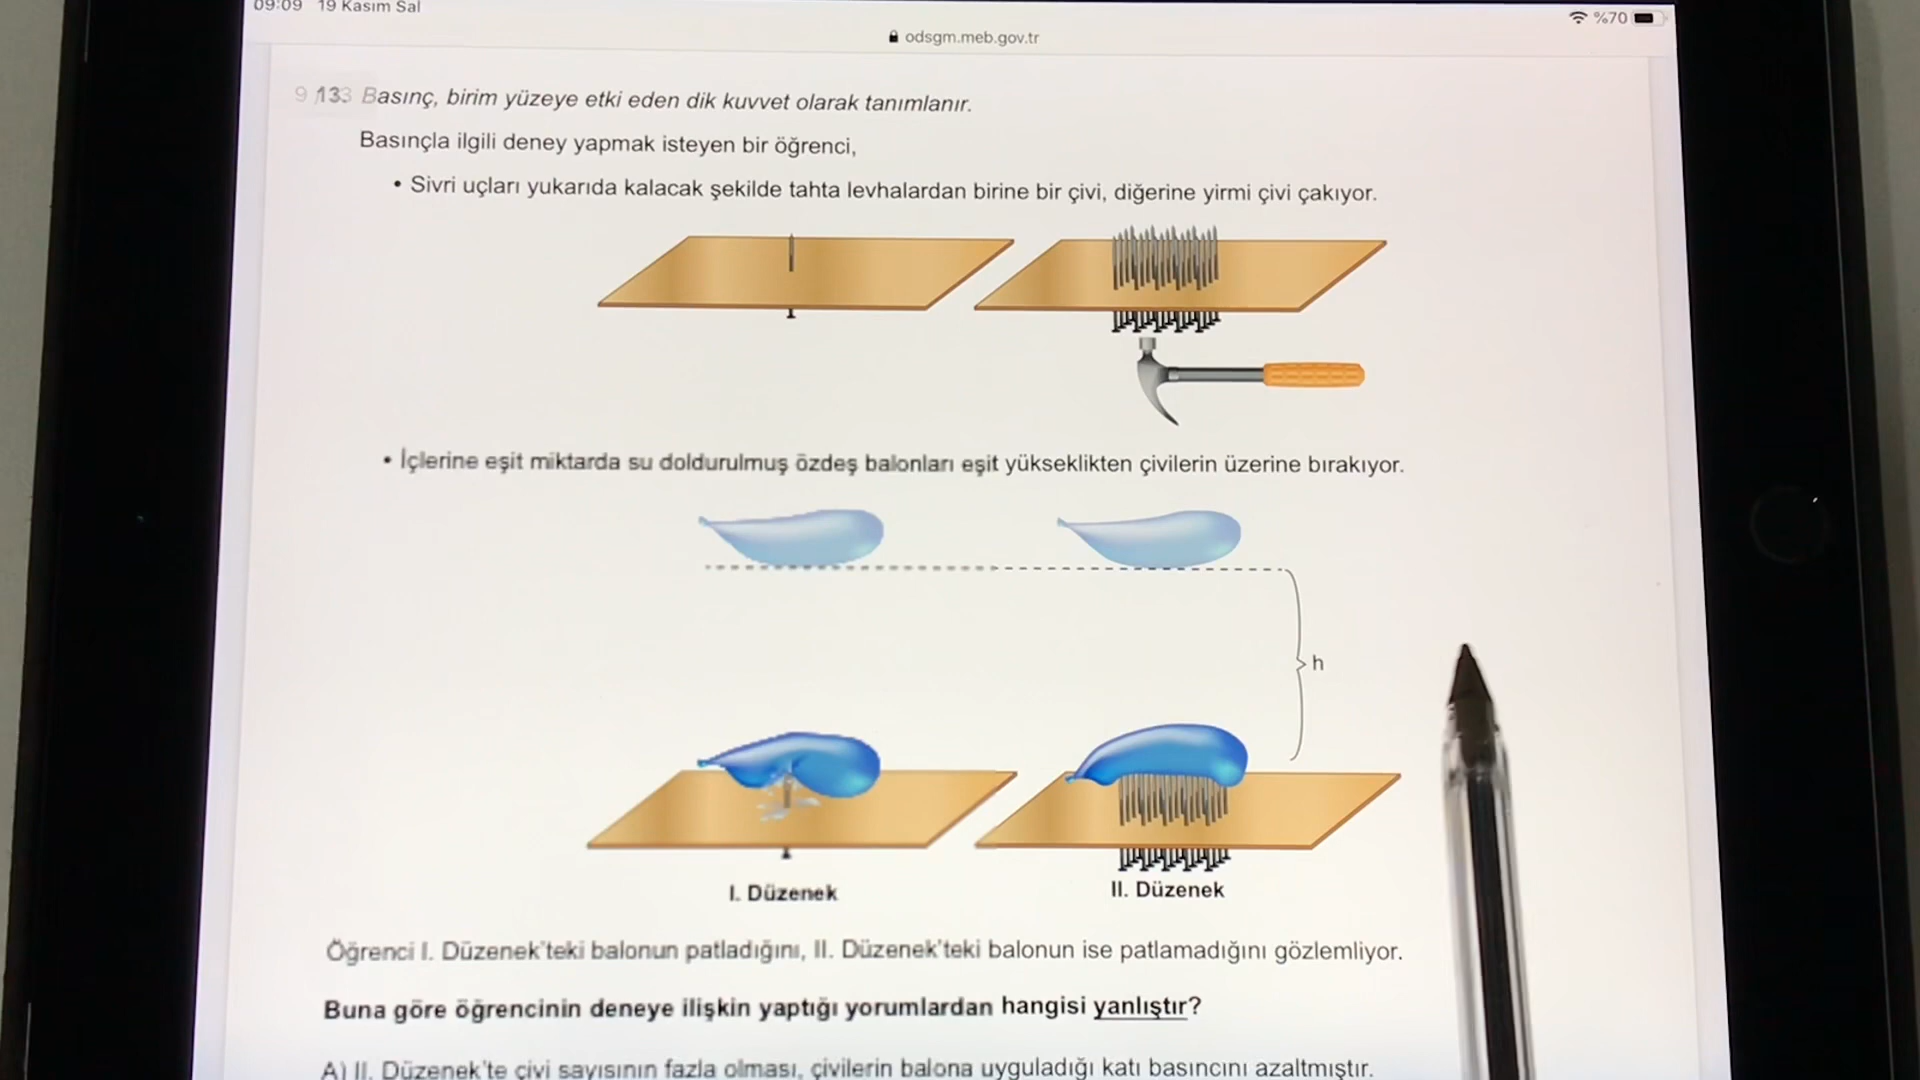 09:09 19 Kasım Sal
%70
odsgm.meb.gov.tr
Basınç, birim yüzeye etki eden dik kuvvet olarak tanımlanır.
Basınçla ilgili deney yapmak isteyen bir öğrenci,
• Sivri uçları yukarıda kalacak şekilde tahta levhalardan birine bir çivi, diğerine yirmi çivi çakıyor.
• İçlerine eşit miktarda su doldurulmuş özdeş balonları eşit yükseklikten çivilerin üzerine bırakıyor.
h
I. Düzenek
II. Düzenek
Öğrenci I. Düzenek'teki balonun patladığını, II. Düzenek'teki balonun ise patlamadığını gözlemliyor.
Buna göre öğrencinin deneye ilişkin yaptığı yorumlardan hangisi yanlıştır?
A) II. Düzenek'te çivi sayısının fazla olması, çivilerin balona uyguladığı katı basıncını azaltmıştır.